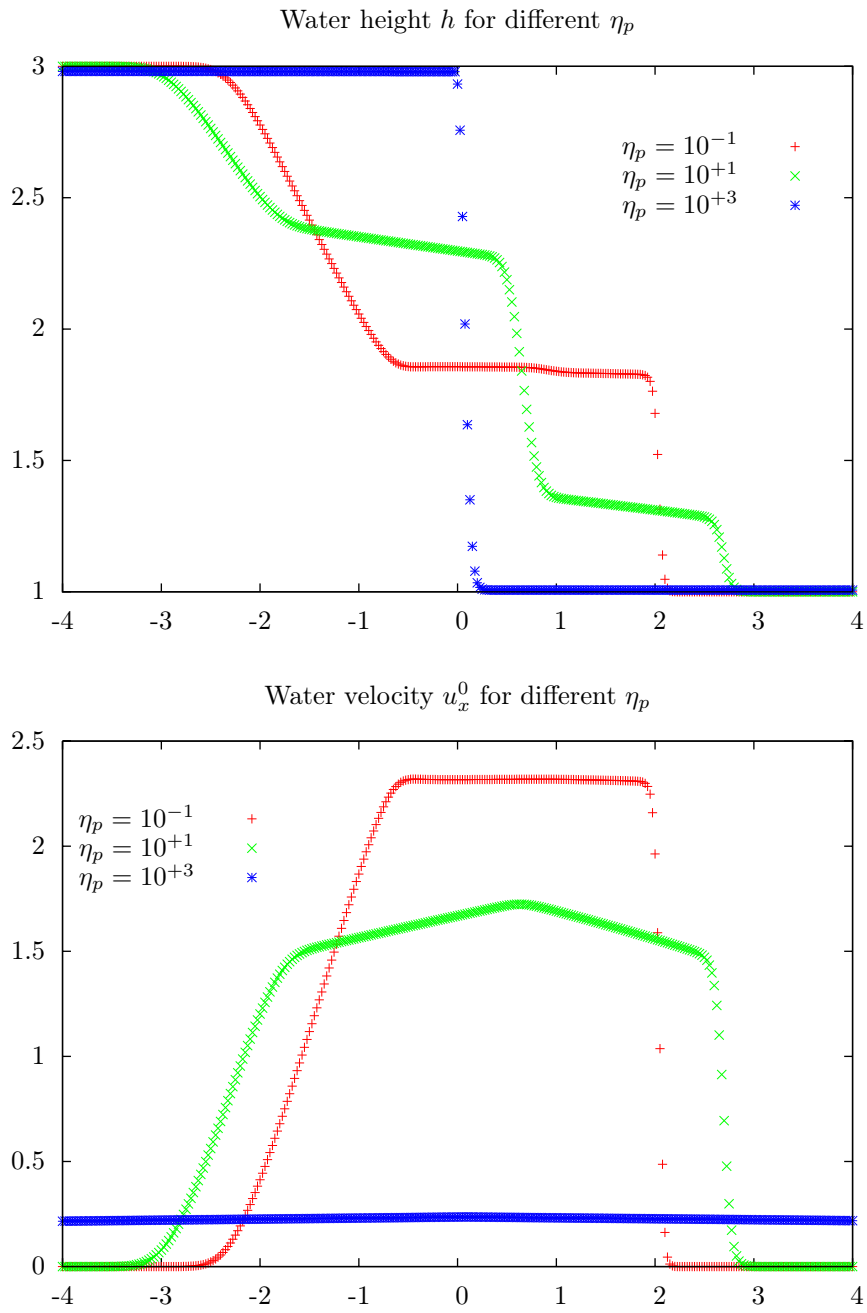 Water height h for different ηₚ
3
2.5
2
1.5
1
ηₚ = 10⁻¹
ηₚ = 10⁺¹
ηₚ = 10⁺³
-4 -3 -2 -1 0 1 2 3 4
Water velocity uₓ⁰ for different ηₚ
2.5
2
1.5
1
0.5
0
ηₚ = 10⁻¹
ηₚ = 10⁺¹
ηₚ = 10⁺³
-4 -3 -2 -1 0 1 2 3 4